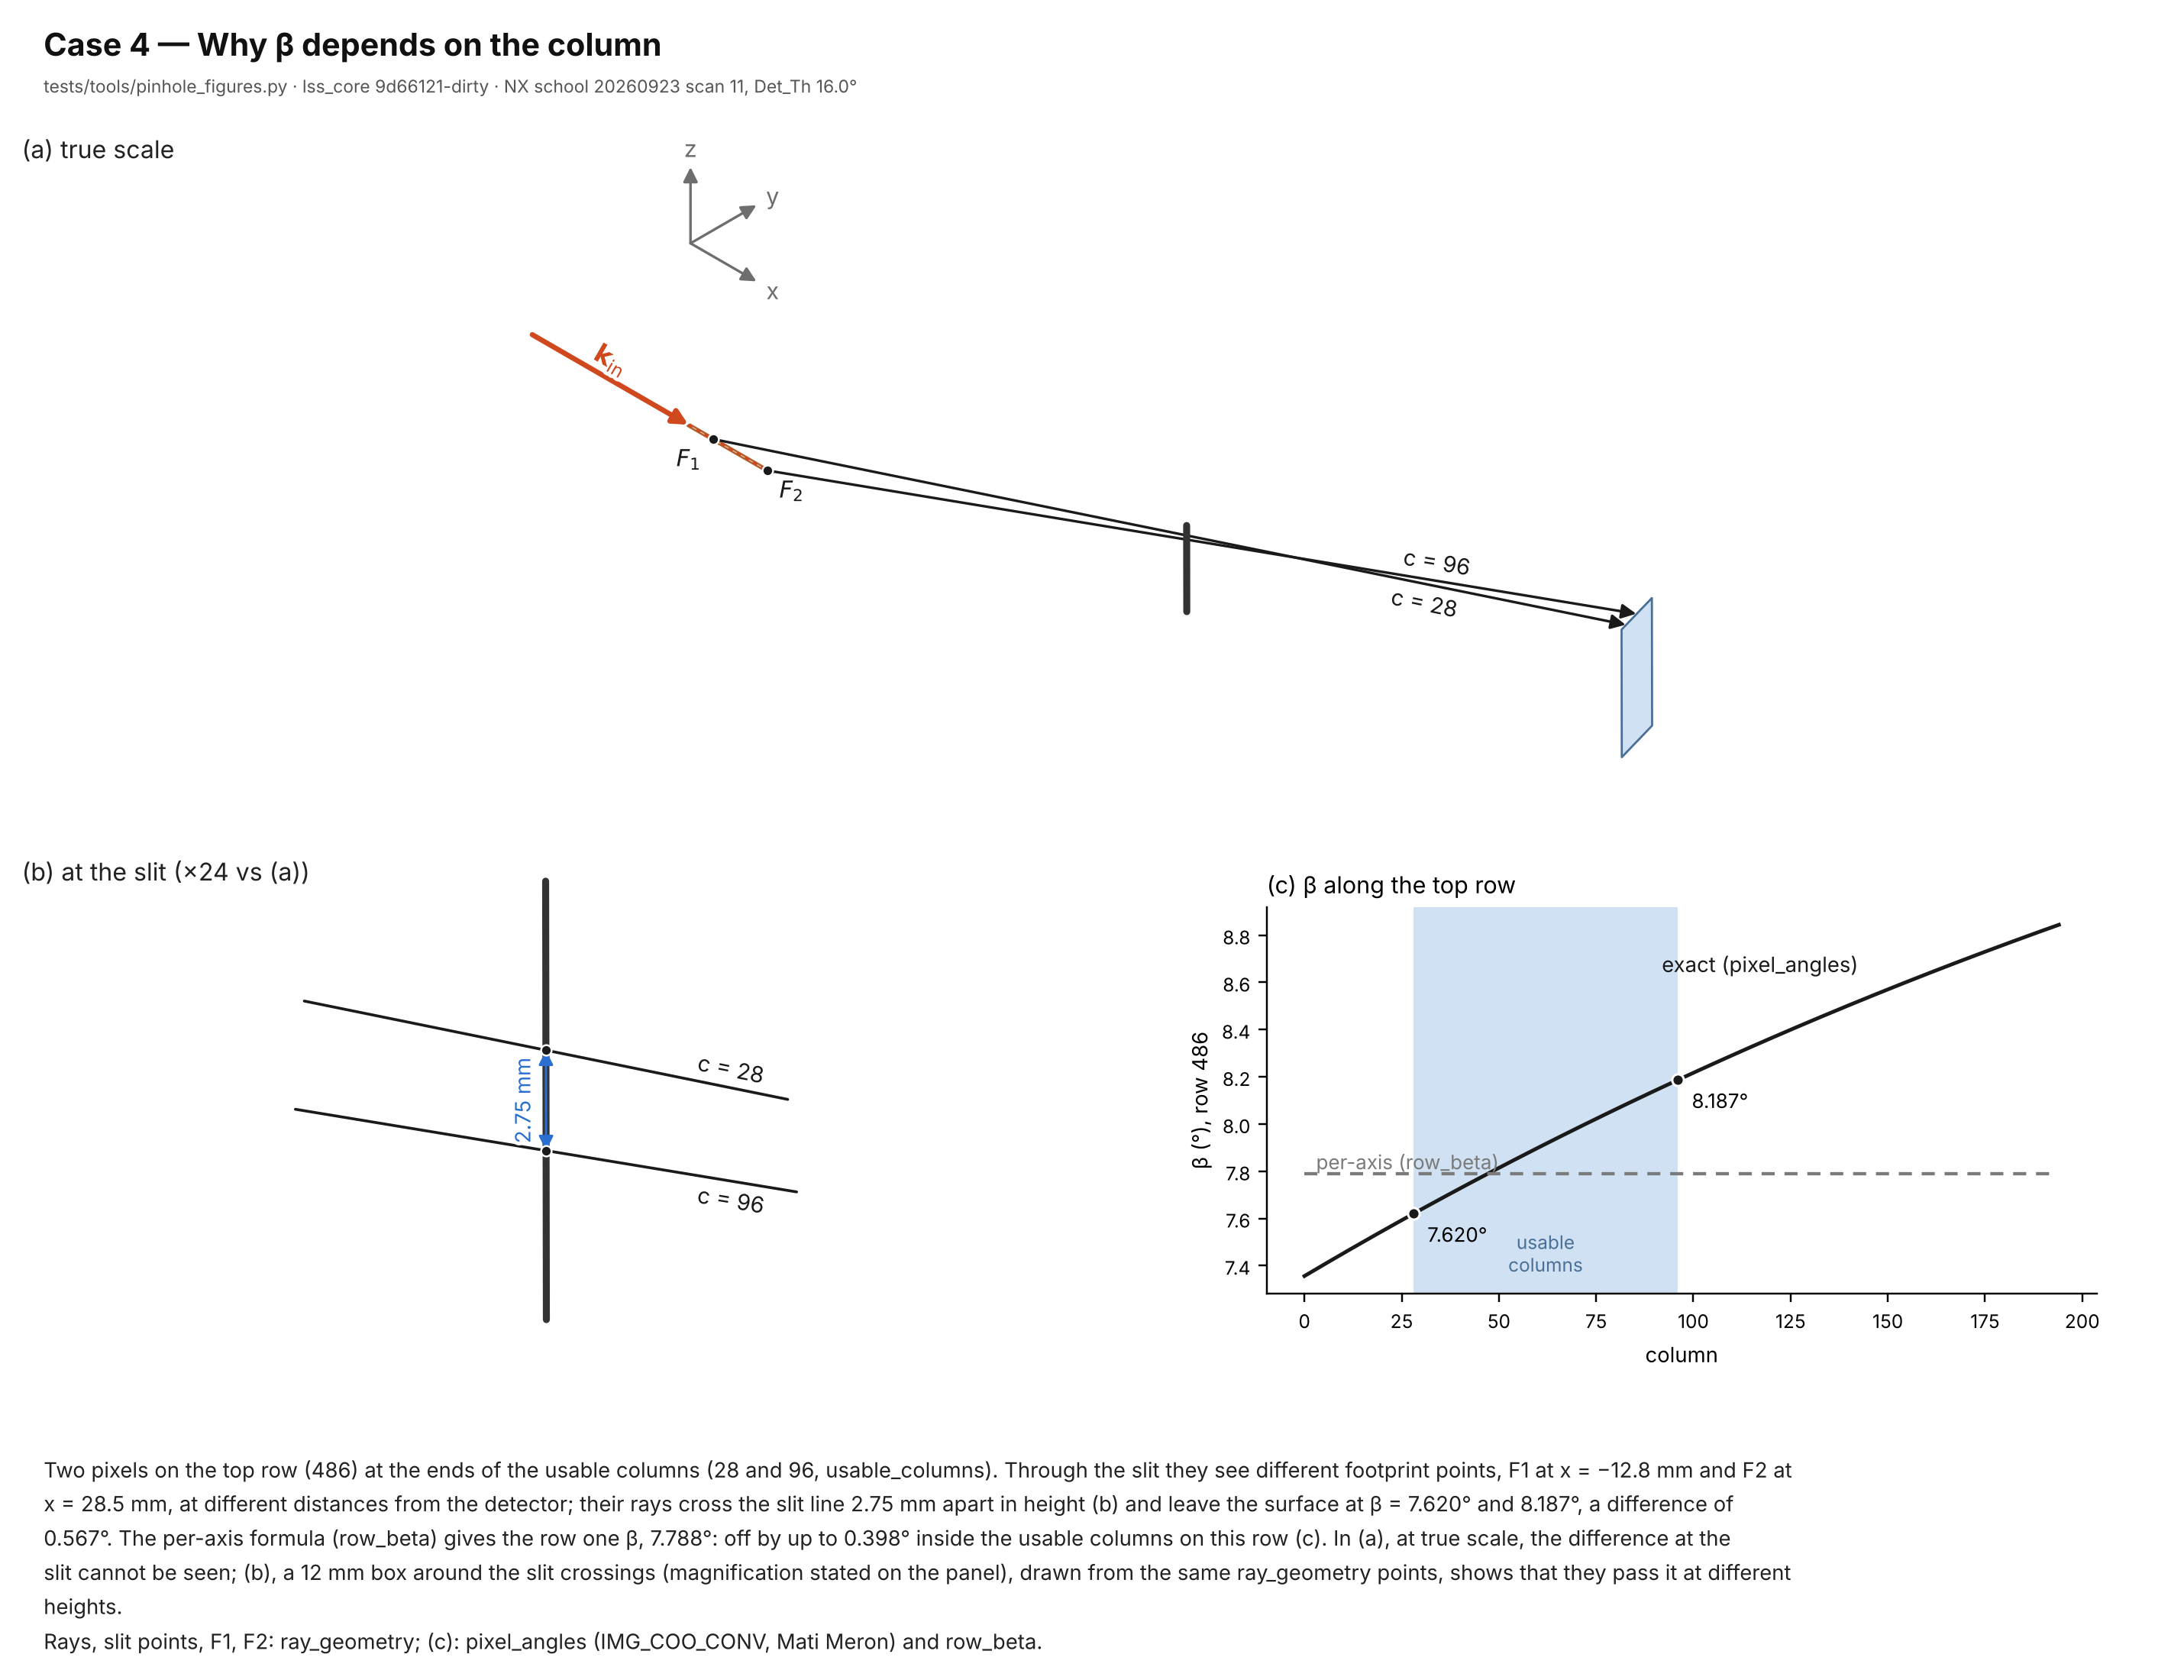 Case 4 — Why β depends on the column
tests/tools/pinhole_figures.py · lss_core 9d66121-dirty · NX school 20260923 scan 11, Det_Th 16.0°
(a) true scale
z
y
x
k_in
F₁
F₂
c = 96
c = 28
(b) at the slit (×24 vs (a))
2.75 mm
c = 28
c = 96
(c) β along the top row
β (°), row 486
8.8
8.6
8.4
8.2
8.0
7.8
7.6
7.4
exact (pixel_angles)
8.187°
per-axis (row_beta)
7.620°
usable
columns
0 25 50 75 100 125 150 175 200
column
Two pixels on the top row (486) at the ends of the usable columns (28 and 96, usable_columns). Through the slit they see different footprint points, F1 at x = −12.8 mm and F2 at
x = 28.5 mm, at different distances from the detector; their rays cross the slit line 2.75 mm apart in height (b) and leave the surface at β = 7.620° and 8.187°, a difference of
0.567°. The per-axis formula (row_beta) gives the row one β, 7.788°: off by up to 0.398° inside the usable columns on this row (c). In (a), at true scale, the difference at the
slit cannot be seen; (b), a 12 mm box around the slit crossings (magnification stated on the panel), drawn from the same ray_geometry points, shows that they pass it at different
heights.
Rays, slit points, F1, F2: ray_geometry; (c): pixel_angles (IMG_COO_CONV, Mati Meron) and row_beta.